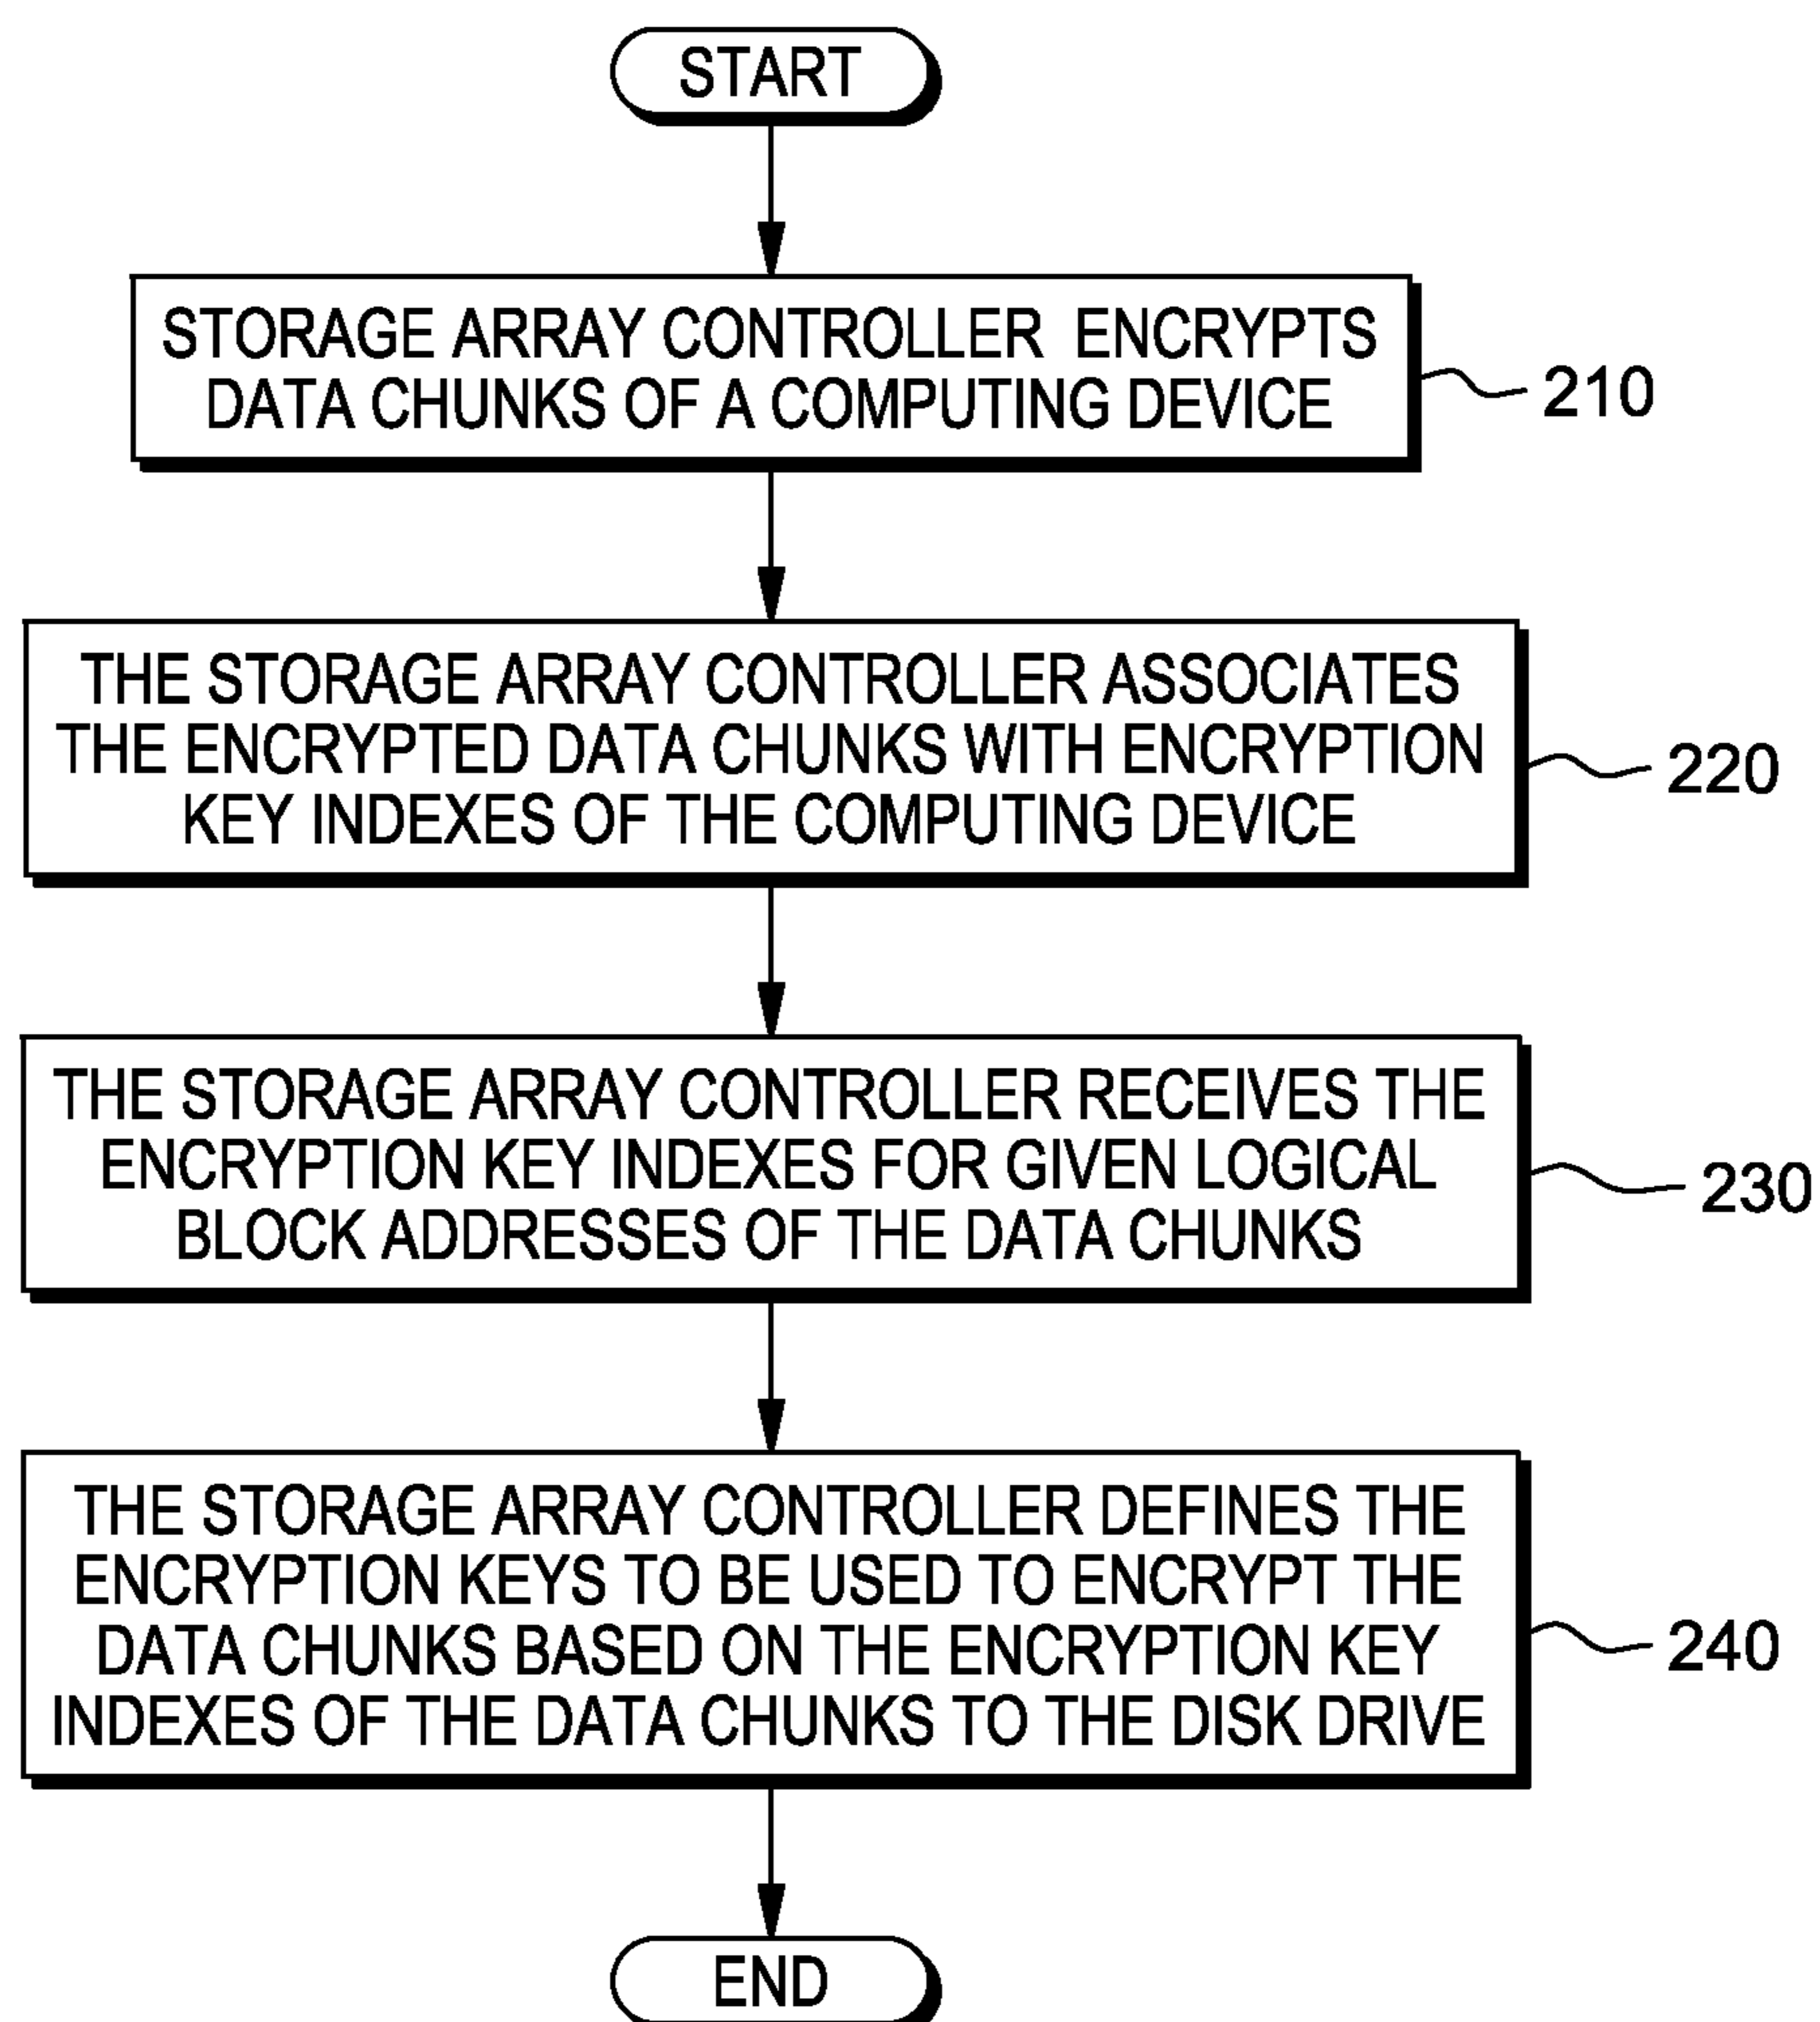 START
STORAGE ARRAY CONTROLLER ENCRYPTS
DATA CHUNKS OF A COMPUTING DEVICE
210
THE STORAGE ARRAY CONTROLLER ASSOCIATES
THE ENCRYPTED DATA CHUNKS WITH ENCRYPTION
KEY INDEXES OF THE COMPUTING DEVICE
220
THE STORAGE ARRAY CONTROLLER RECEIVES THE
ENCRYPTION KEY INDEXES FOR GIVEN LOGICAL
BLOCK ADDRESSES OF THE DATA CHUNKS
230
THE STORAGE ARRAY CONTROLLER DEFINES THE
ENCRYPTION KEYS TO BE USED TO ENCRYPT THE
DATA CHUNKS BASED ON THE ENCRYPTION KEY
INDEXES OF THE DATA CHUNKS TO THE DISK DRIVE
240
END